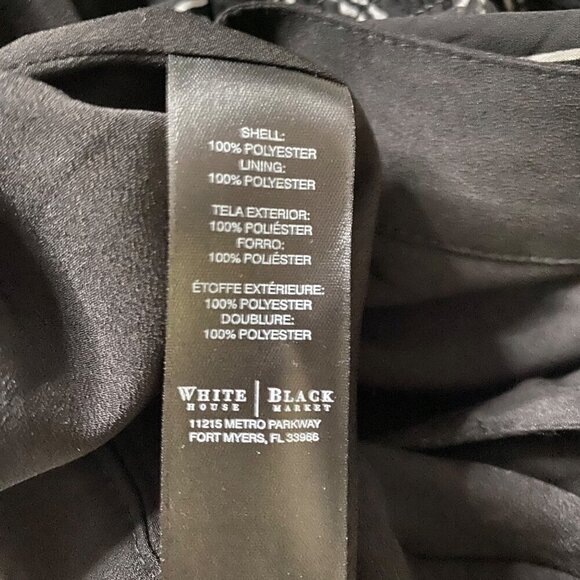 SHELL:
100% POLYESTER
LINING:
100% POLYESTER
TELA EXTERIOR:
100% POLIÉSTER
FORRO:
100% POLIÉSTER
ÉTOFFE EXTÉRIEURE:
100% POLYESTER
DOUBLURE:
100% POLYESTER
WHITE | BLACK
HOUSE MARKET
11215 METRO PARKWAY
FORT MYERS, FL 33966